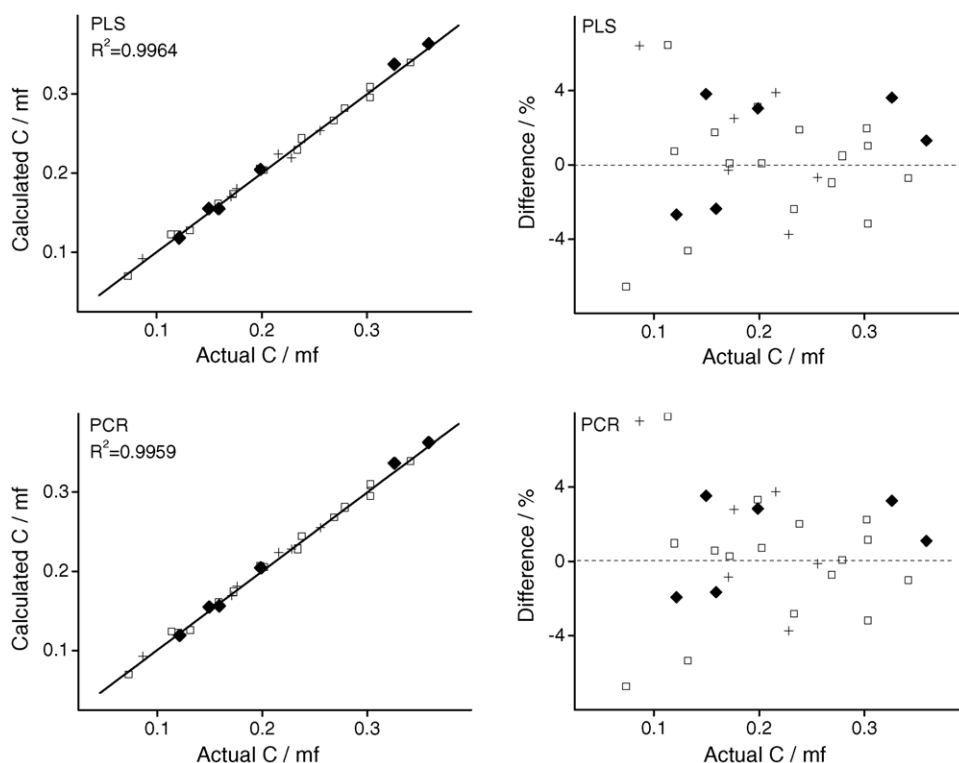 PLS
R²=0.9964
Calculated C / mf
0.3
0.2
0.1
0.1 0.2 0.3
Actual C / mf
PLS
Difference / %
4
0
-4
0.1 0.2 0.3
Actual C / mf
PCR
R²=0.9959
Calculated C / mf
0.3
0.2
0.1
0.1 0.2 0.3
Actual C / mf
PCR
Difference / %
4
0
-4
0.1 0.2 0.3
Actual C / mf